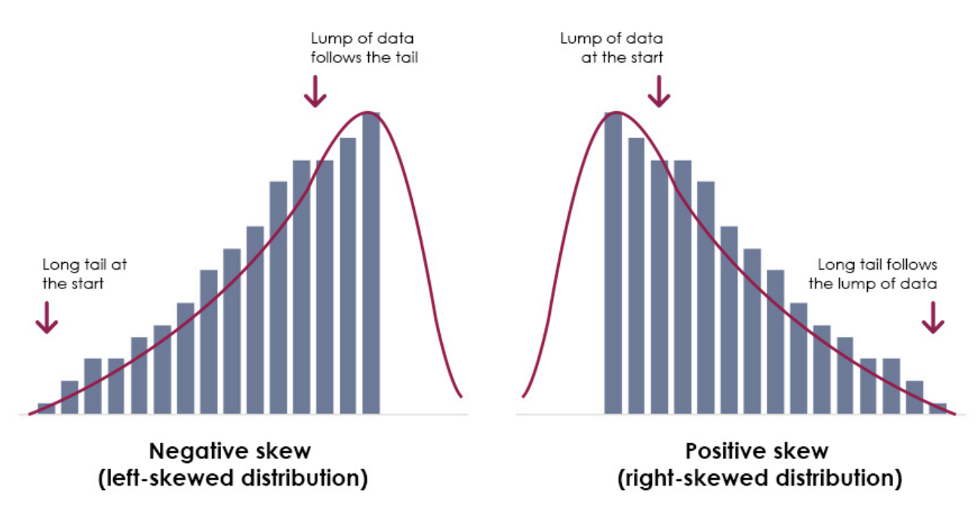 Lump of data
follows the tail
Long tail at
the start
Negative skew
(left-skewed distribution)
Lump of data
at the start
Long tail follows
the lump of data
Positive skew
(right-skewed distribution)